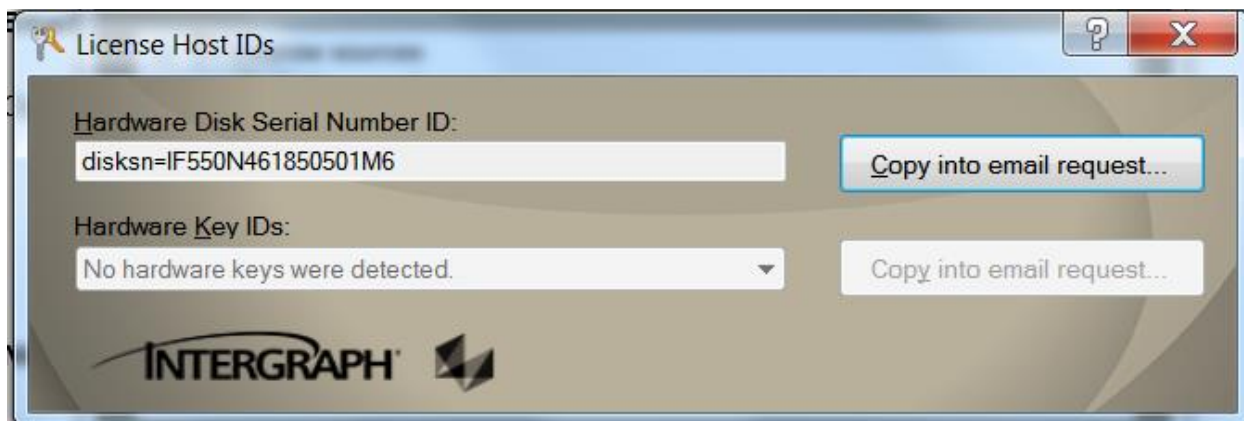 License Host IDs
Hardware Disk Serial Number ID:
disksn=IF550N461850501M6
Copy into email request...
Hardware Key IDs:
No hardware keys were detected.
Copy into email request...
INTERGRAPH